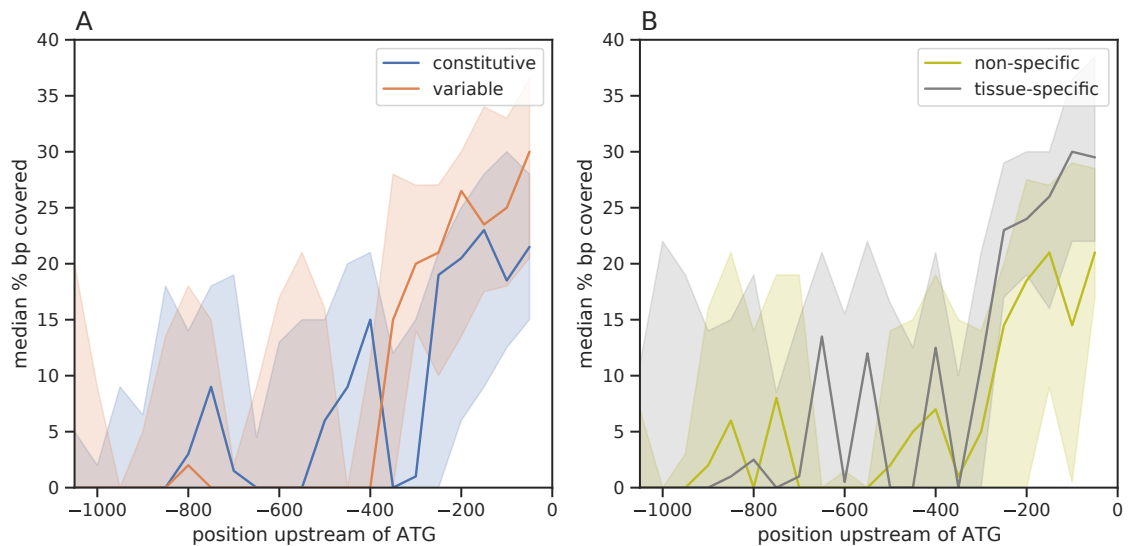 A
40
35
30
25
20
15
10
5
0
median % bp covered
constitutive
variable
−1000 −800 −600 −400 −200 0
position upstream of ATG
B
40
35
30
25
20
15
10
5
0
median % bp covered
non-specific
tissue-specific
−1000 −800 −600 −400 −200 0
position upstream of ATG